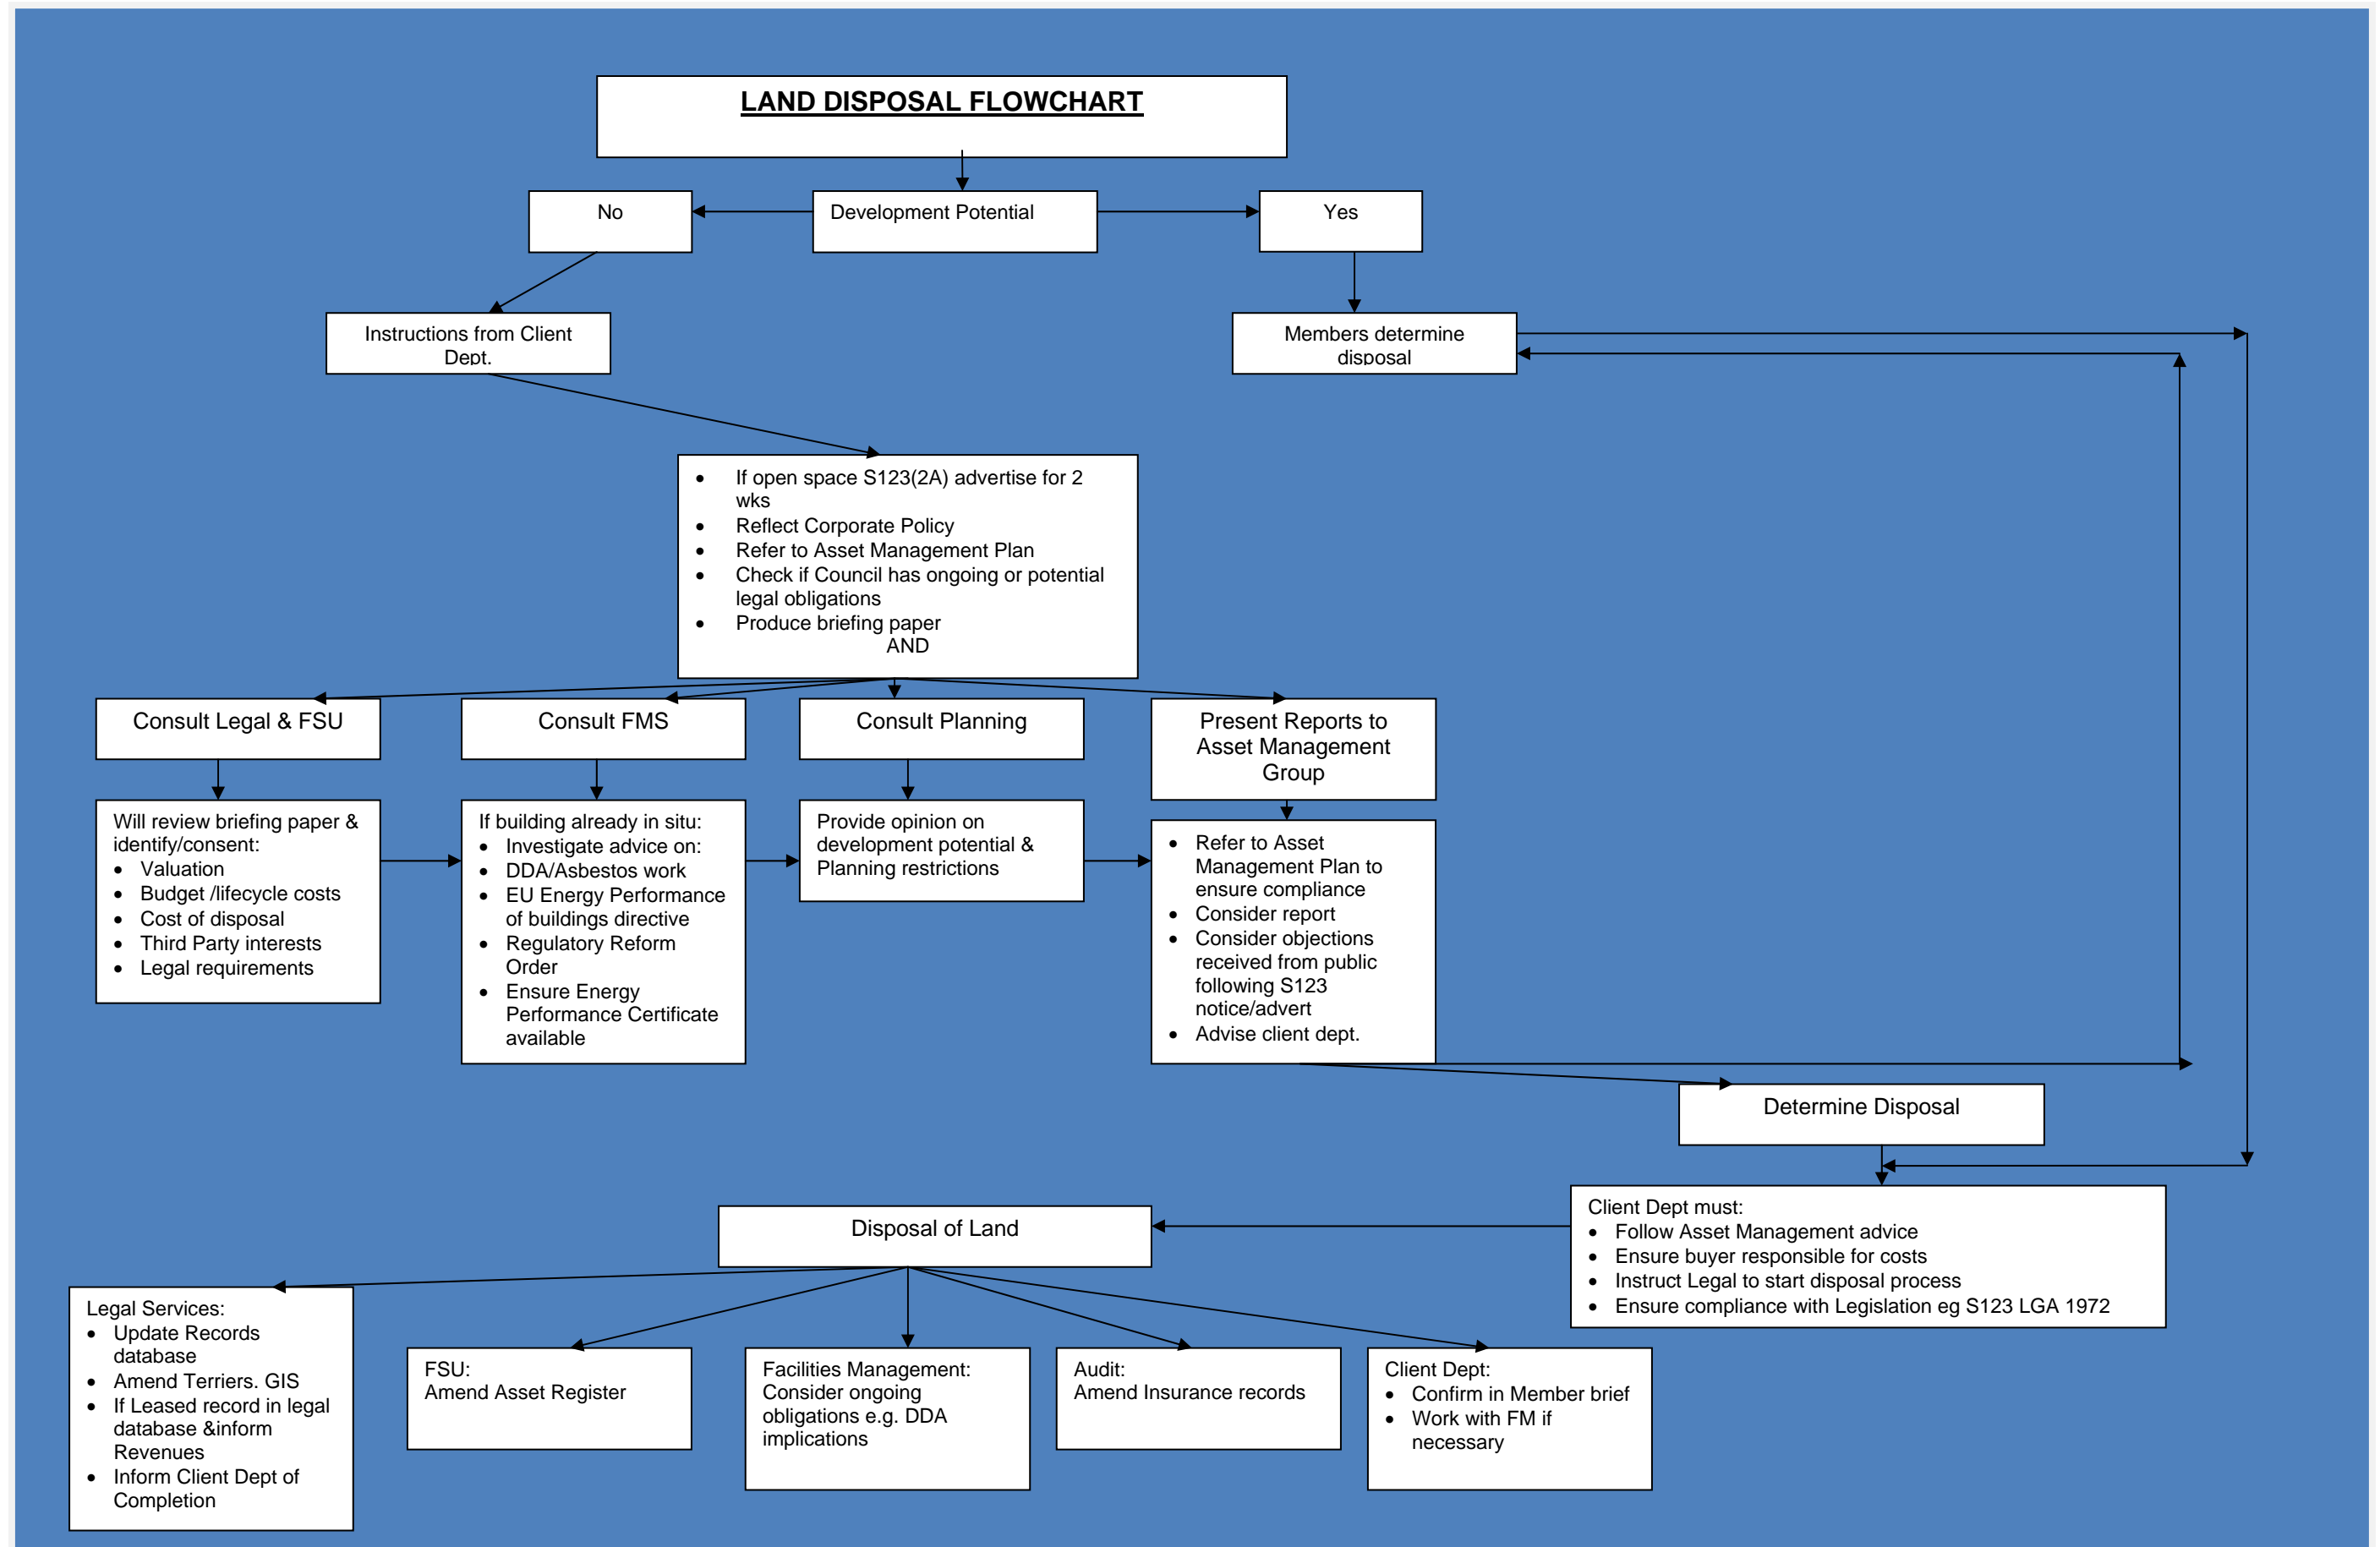 LAND DISPOSAL FLOWCHART
No
Development Potential
Yes
Instructions from Client
Dept.
Members determine
disposal
• If open space S123(2A) advertise for 2
wks
• Reflect Corporate Policy
• Refer to Asset Management Plan
• Check if Council has ongoing or potential
legal obligations
• Produce briefing paper
AND
Consult Legal & FSU
Consult FMS
Consult Planning
Present Reports to
Asset Management
Group
Will review briefing paper &
identify/consent:
• Valuation
• Budget /lifecycle costs
• Cost of disposal
• Third Party interests
• Legal requirements
If building already in situ:
• Investigate advice on:
• DDA/Asbestos work
• EU Energy Performance
of buildings directive
• Regulatory Reform
Order
• Ensure Energy
Performance Certificate
available
Provide opinion on
development potential &
Planning restrictions
• Refer to Asset
Management Plan to
ensure compliance
• Consider report
• Consider objections
received from public
following S123
notice/advert
• Advise client dept.
Determine Disposal
Client Dept must:
• Follow Asset Management advice
• Ensure buyer responsible for costs
• Instruct Legal to start disposal process
• Ensure compliance with Legislation eg S123 LGA 1972
Disposal of Land
Legal Services:
• Update Records
database
• Amend Terriers. GIS
• If Leased record in legal
database &inform
Revenues
• Inform Client Dept of
Completion
FSU:
Amend Asset Register
Facilities Management:
Consider ongoing
obligations e.g. DDA
implications
Audit:
Amend Insurance records
Client Dept:
• Confirm in Member brief
• Work with FM if
necessary